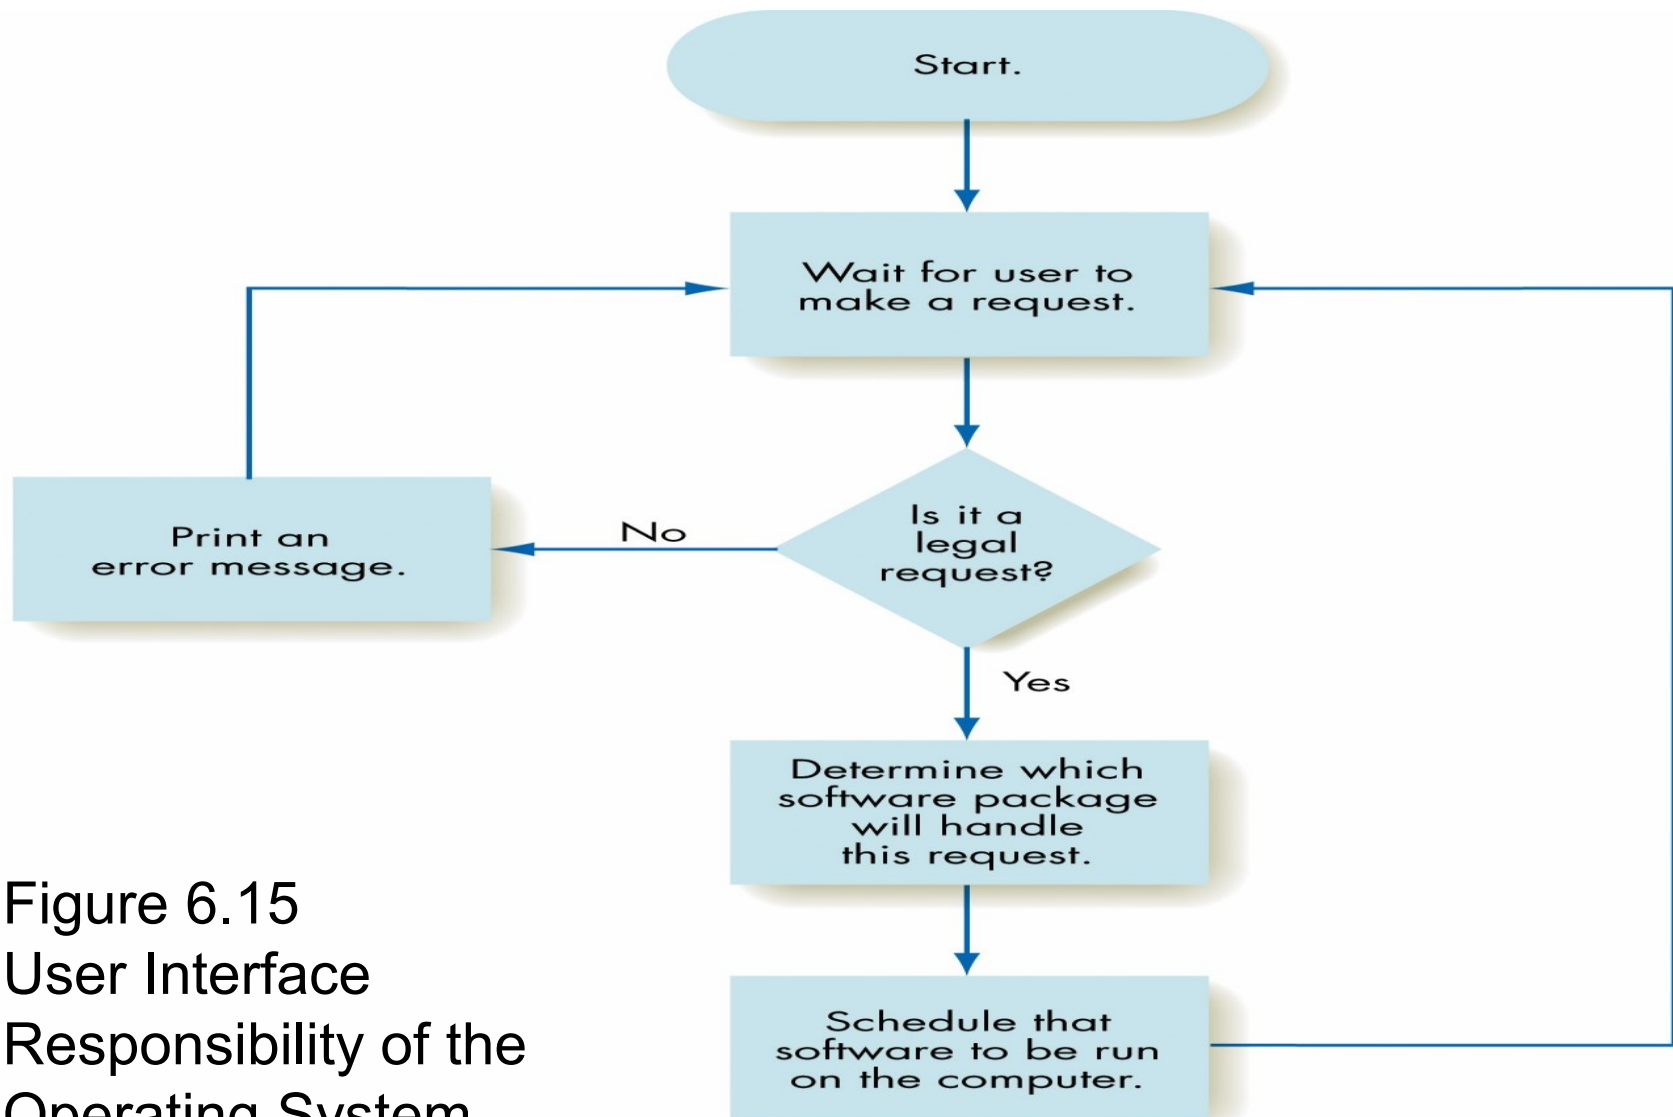 Start.
Wait for user to
make a request.
Is it a
legal
request?
No
Print an
error message.
Yes
Determine which
software package
will handle
this request.
Schedule that
software to be run
on the computer.
Figure 6.15
User Interface
Responsibility of the
Operating System